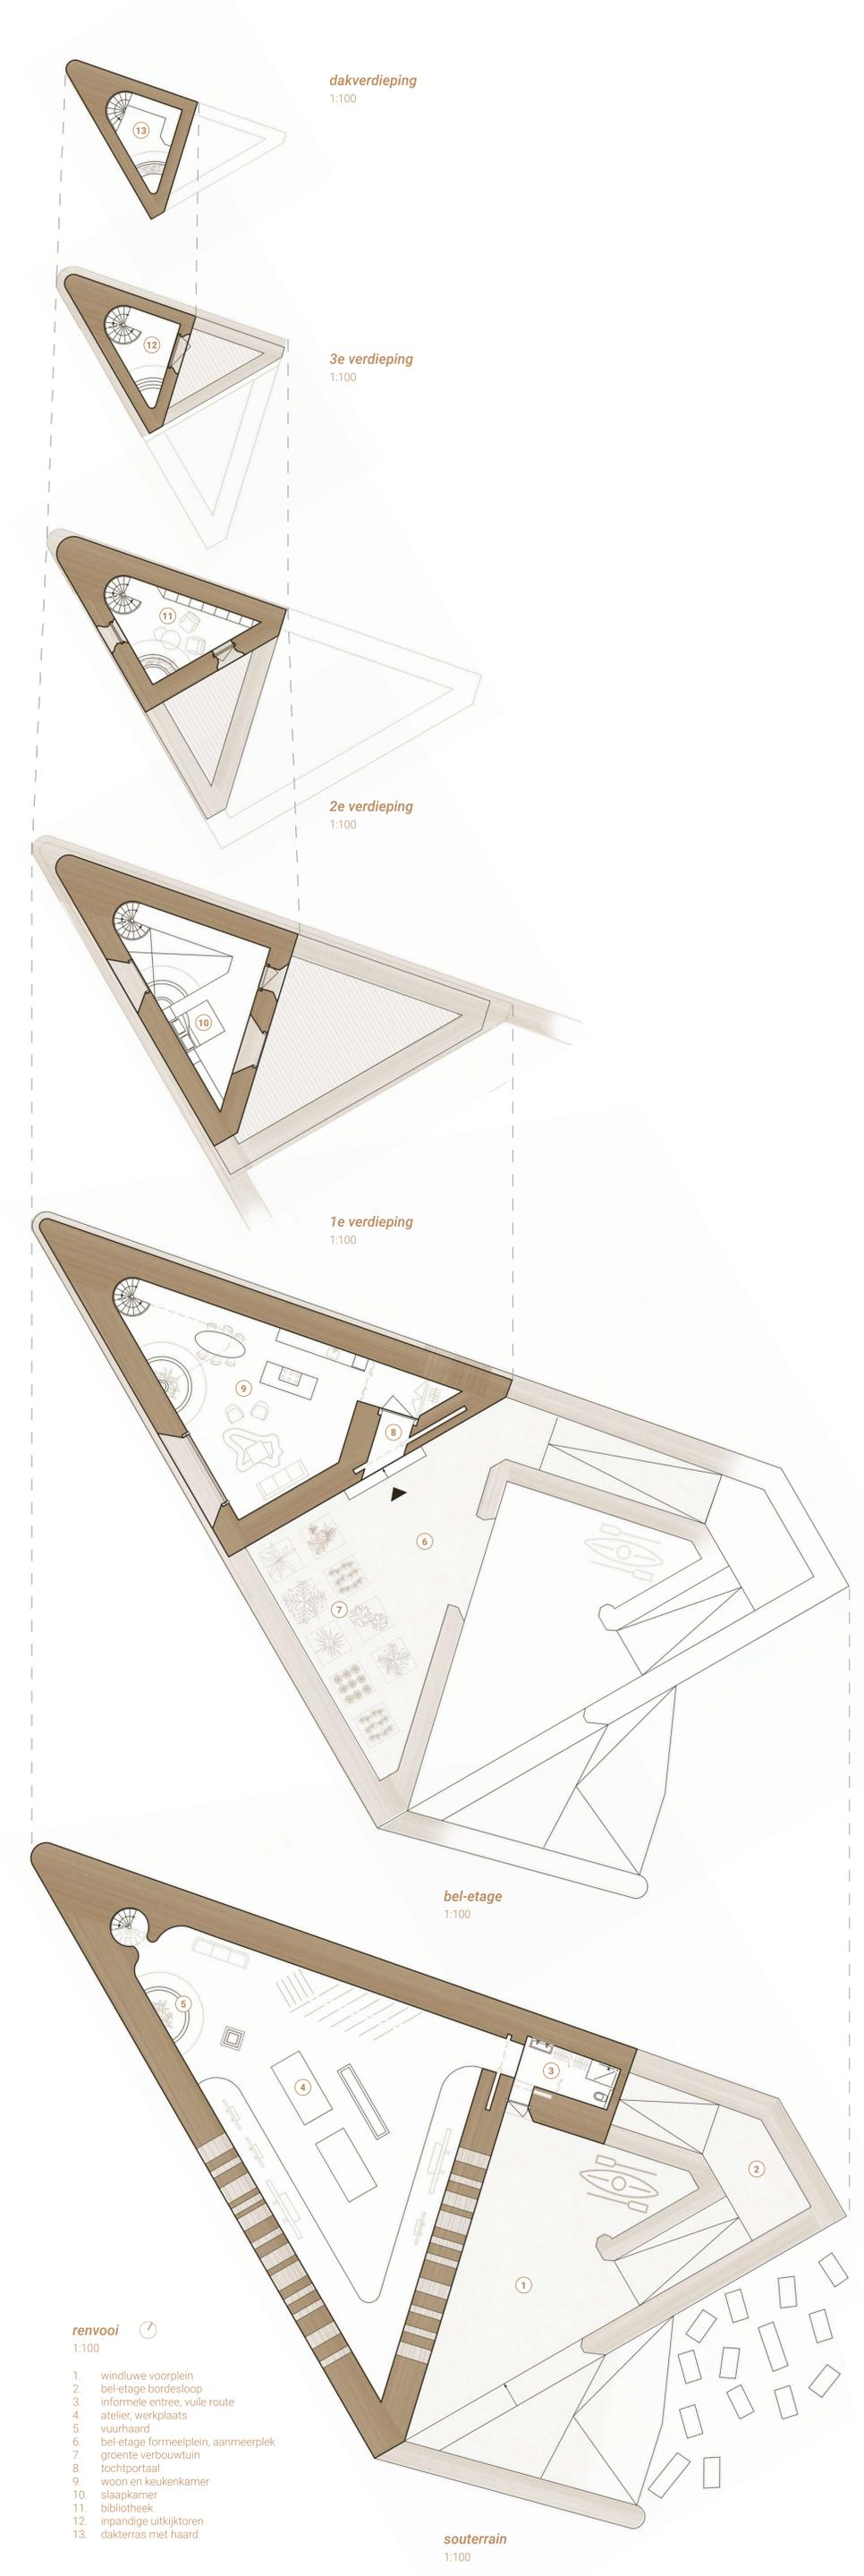 dakverdieping
1:100
13
3e verdieping
1:100
12
11
2e verdieping
1:100
10
1e verdieping
1:100
9
8
6
7
bel-etage
1:100
5
4
3
2
1
renvooi
1:100
1. windluwe voorplein
2. bel-etage bordesloop
3. informele entree, vuile route
4. atelier, werkplaats
5. vuurhaard
6. bel-etage formeelplein, aanmeerplek
7. groente verbouwtuin
8. tochtportaal
9. woon en keukenkamer
10. slaapkamer
11. bibliotheek
12. inpandige uitkijktoren
13. dakterras met haard
souterrain
1:100